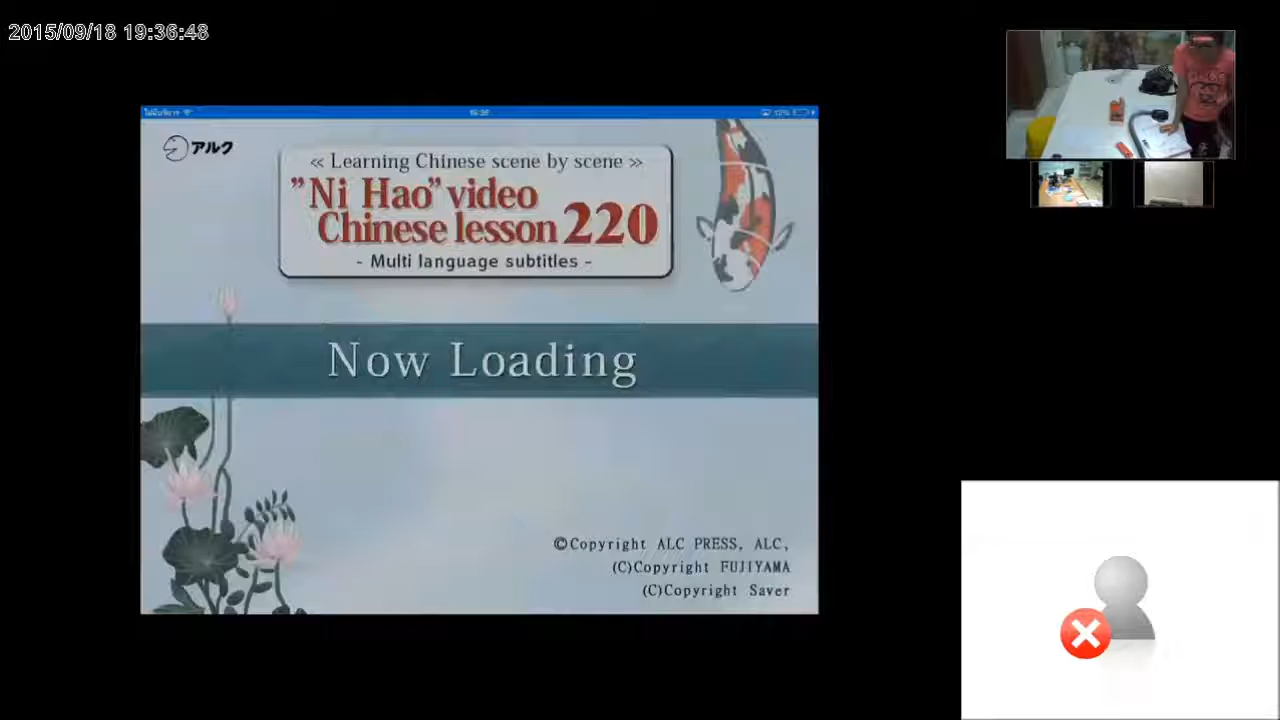 2015/09/18 19:36:48
アルク
« Learning Chinese scene by scene »
"Ni Hao" video
Chinese lesson 220
- Multi language subtitles -
Now Loading
©Copyright ALC PRESS, ALC,
(C)Copyright FUJIYAMA
(C)Copyright Saver